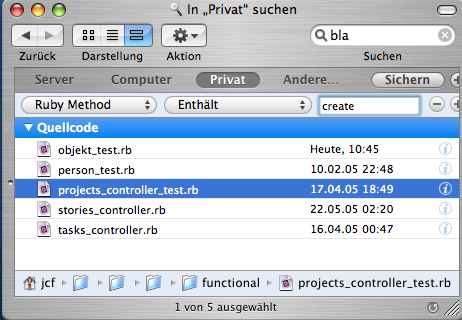 In „Privat“ suchen
bla
Zurück Darstellung Aktion Suchen
Server Computer Privat Andere... Sichern
Ruby Method Enthält create
Quellcode
objekt_test.rb Heute, 10:45
person_test.rb 10.02.05 22:48
projects_controller_test.rb 17.04.05 18:49
stories_controller.rb 22.05.05 02:20
tasks_controller.rb 16.04.05 00:47
jcf functional projects_controller_test.rb
1 von 5 ausgewählt